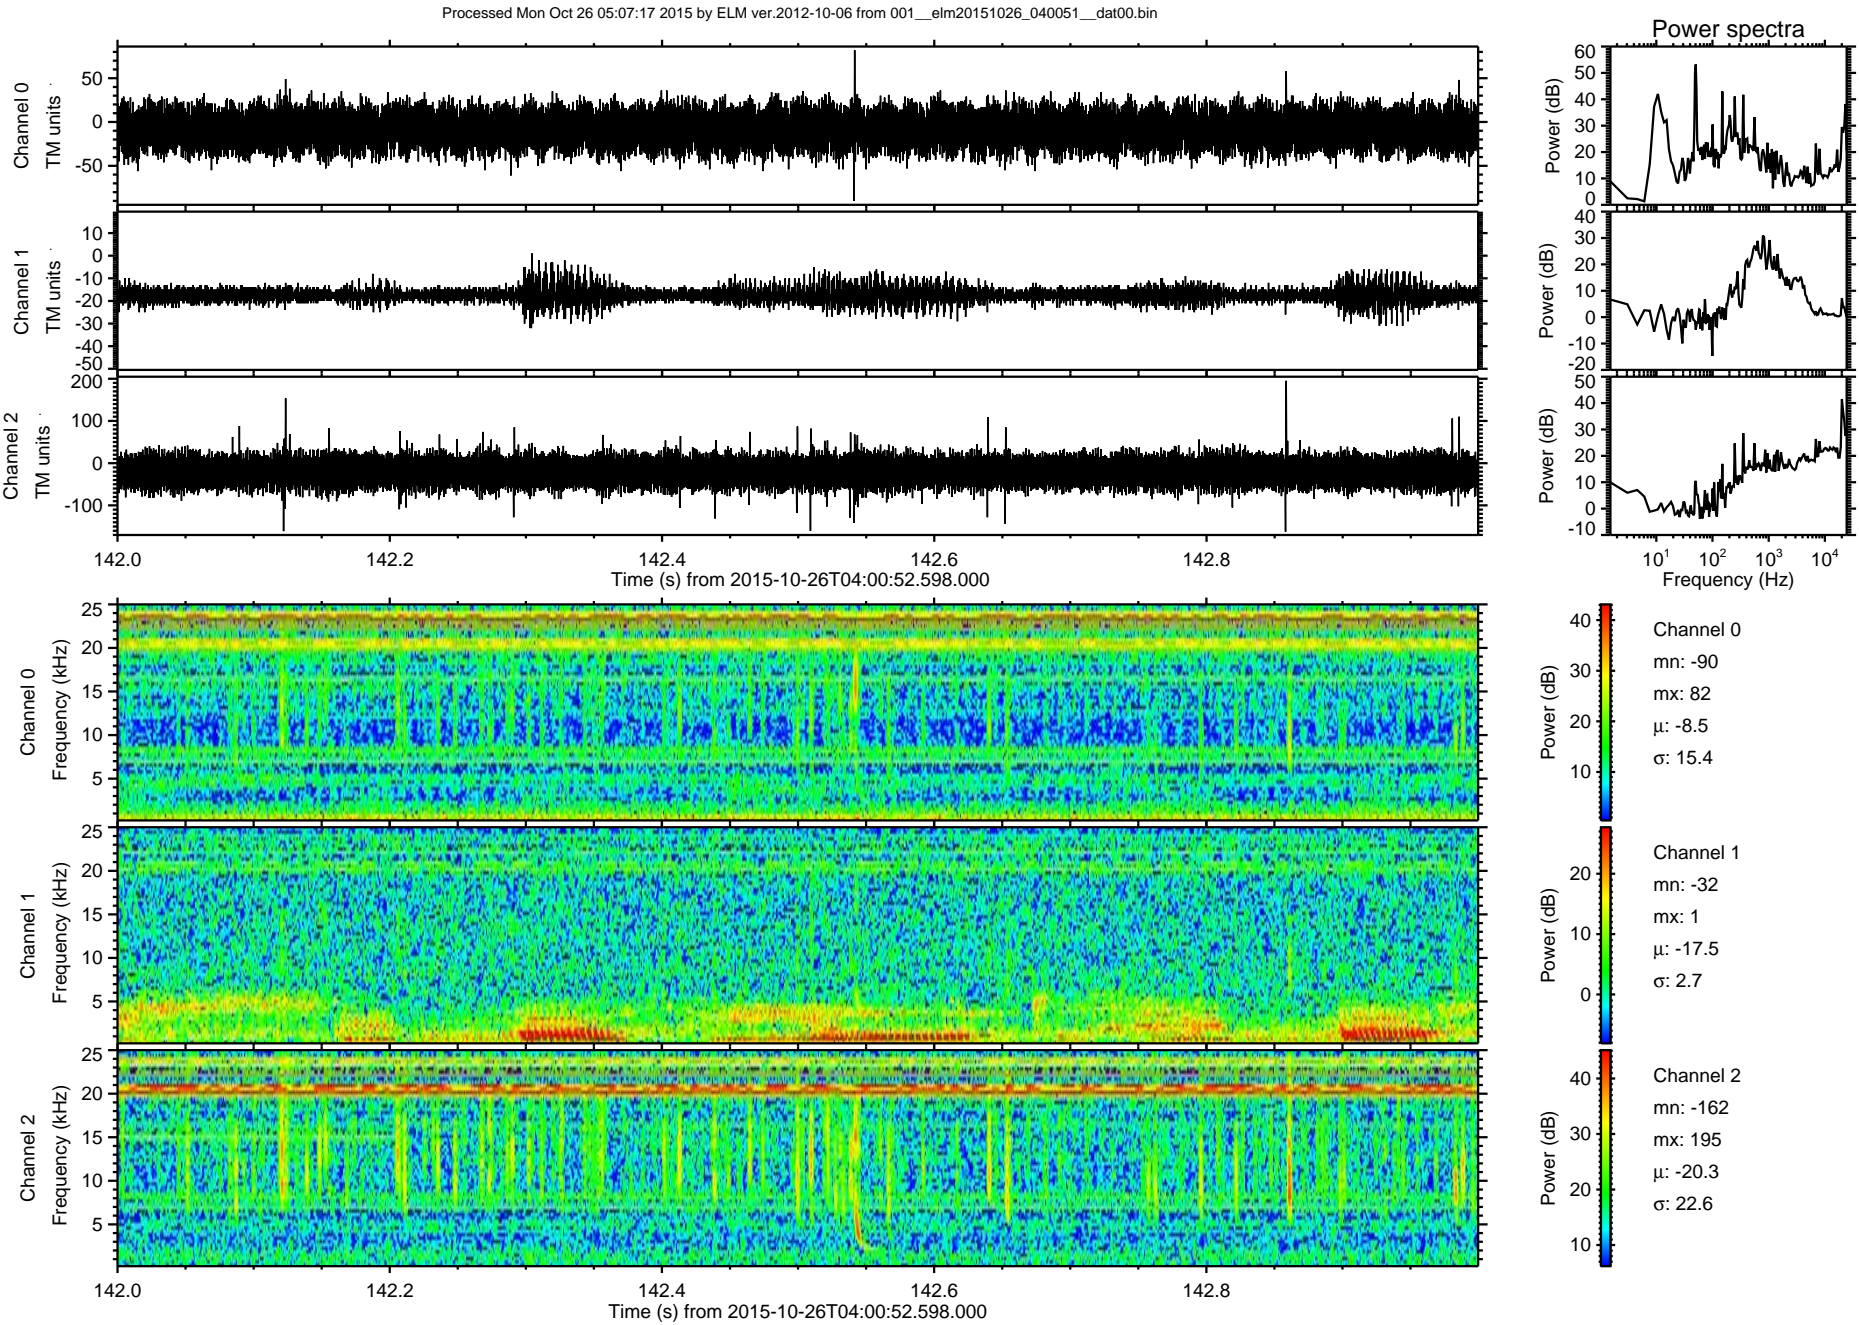 Processed Mon Oct 26 05:07:17 2015 by ELM ver.2012-10-06 from 001__elm20151026_040051__dat00.bin
Power spectra
Channel 0
TM units
50
0
-50
Power (dB)
60
50
40
30
20
10
0
Channel 1
TM units
10
0
-10
-20
-30
-40
-50
Power (dB)
40
30
20
10
0
-10
-20
Channel 2
TM units
200
100
0
-100
Power (dB)
50
40
30
20
10
0
-10
142.0 142.2 142.4 142.6 142.8
Time (s) from 2015-10-26T04:00:52.598.000
10¹ 10² 10³ 10⁴
Frequency (Hz)
Channel 0
Frequency (kHz)
25
20
15
10
5
Power (dB)
40
30
20
10
Channel 0
mn: -90
mx: 82
μ: -8.5
σ: 15.4
Channel 1
Frequency (kHz)
25
20
15
10
5
Power (dB)
20
10
0
Channel 1
mn: -32
mx: 1
μ: -17.5
σ: 2.7
Channel 2
Frequency (kHz)
25
20
15
10
5
Power (dB)
40
30
20
10
Channel 2
mn: -162
mx: 195
μ: -20.3
σ: 22.6
142.0 142.2 142.4 142.6 142.8
Time (s) from 2015-10-26T04:00:52.598.000